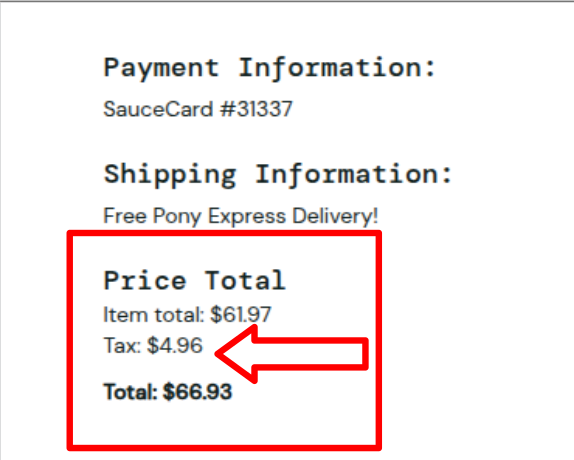 Payment Information:
SauceCard #31337
Shipping Information:
Free Pony Express Delivery!
Price Total
Item total: $61.97
Tax: $4.96
Total: $66.93